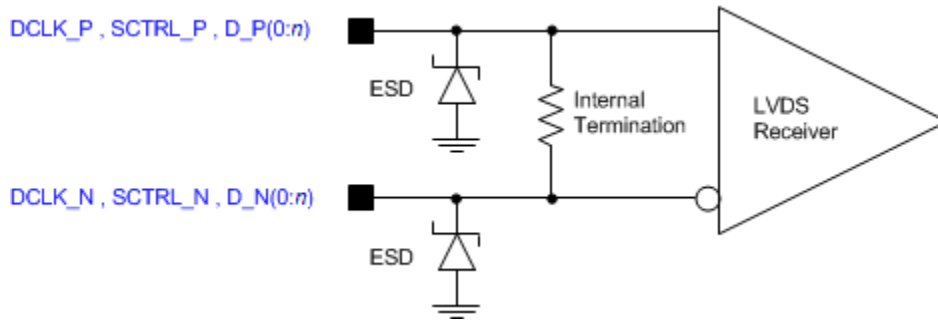 DCLK_P , SCTRL_P , D_P(0:n)
ESD
Internal
Termination
LVDS
Receiver
DCLK_N , SCTRL_N , D_N(0:n)
ESD